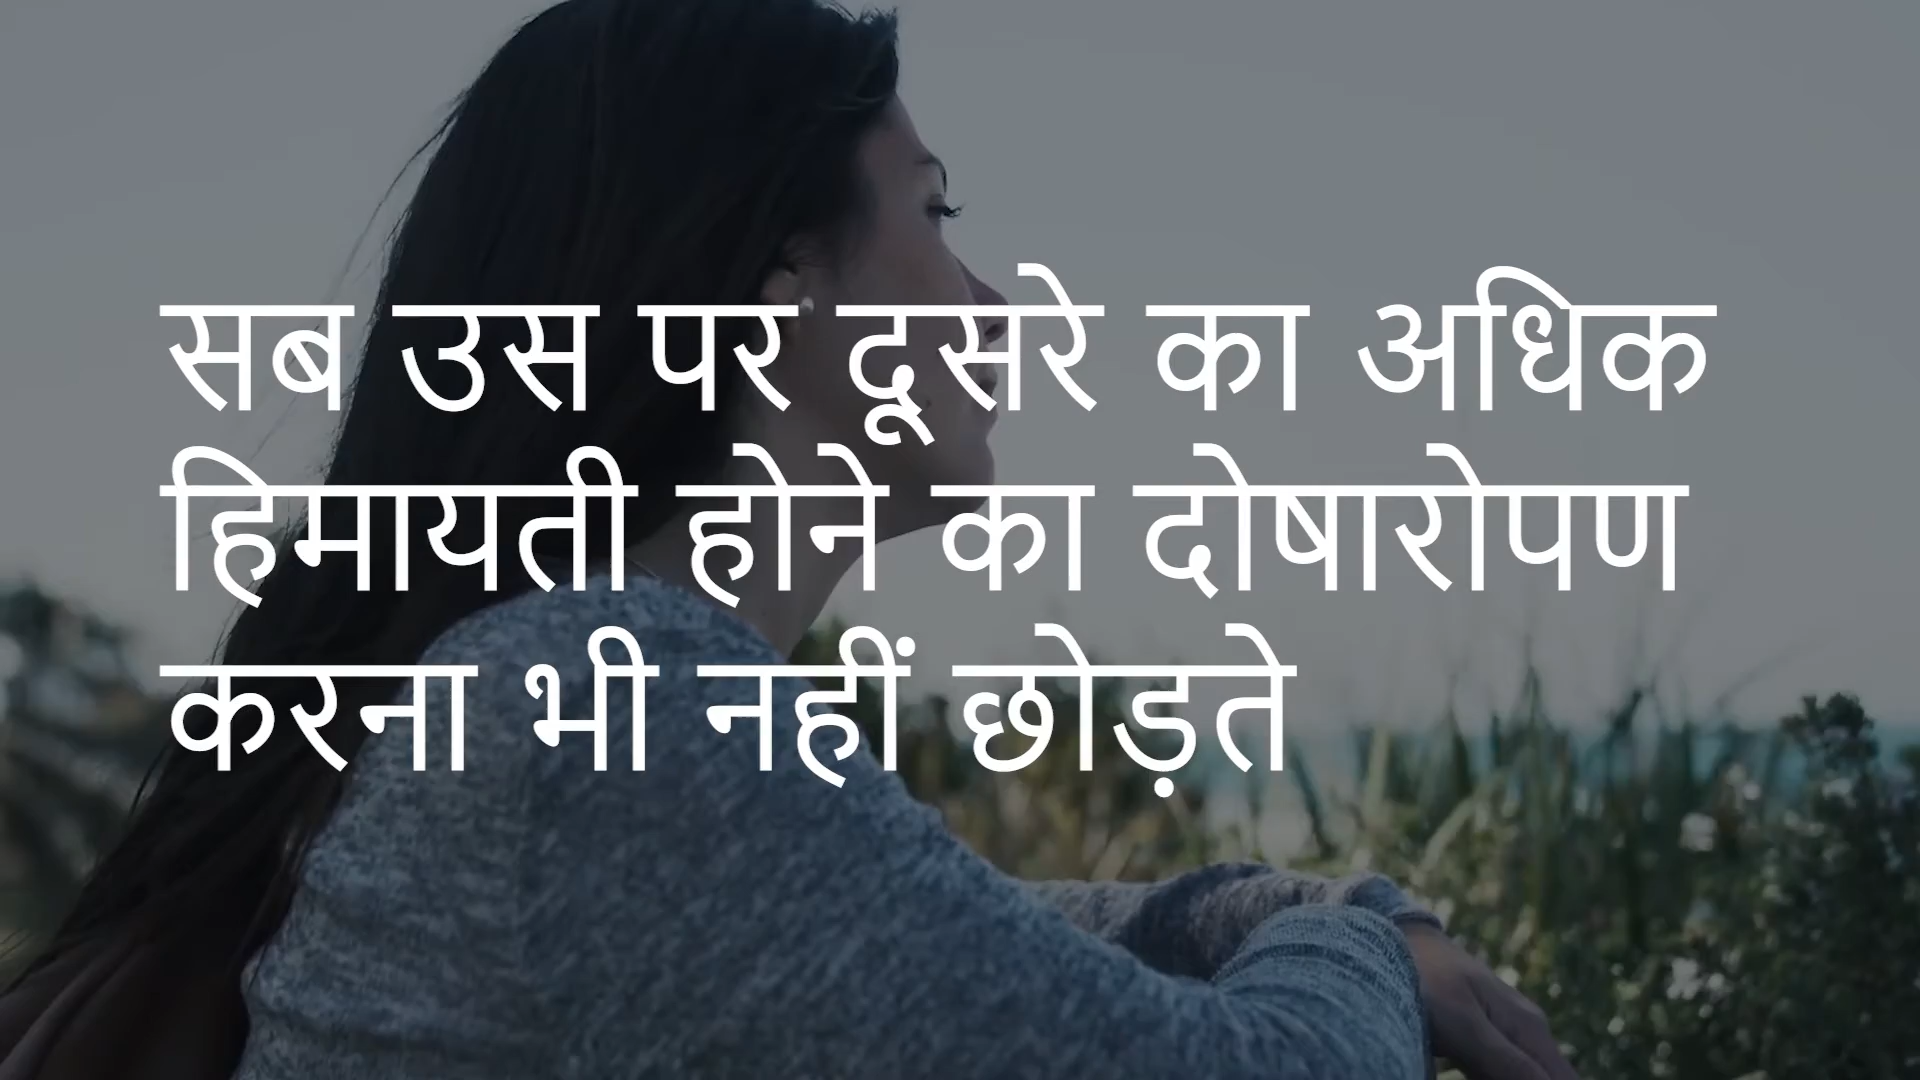 सब उस पर दूसरे का अधिक
हिमायती होने का दोषारोपण
करना भी नहीं छोड़ते